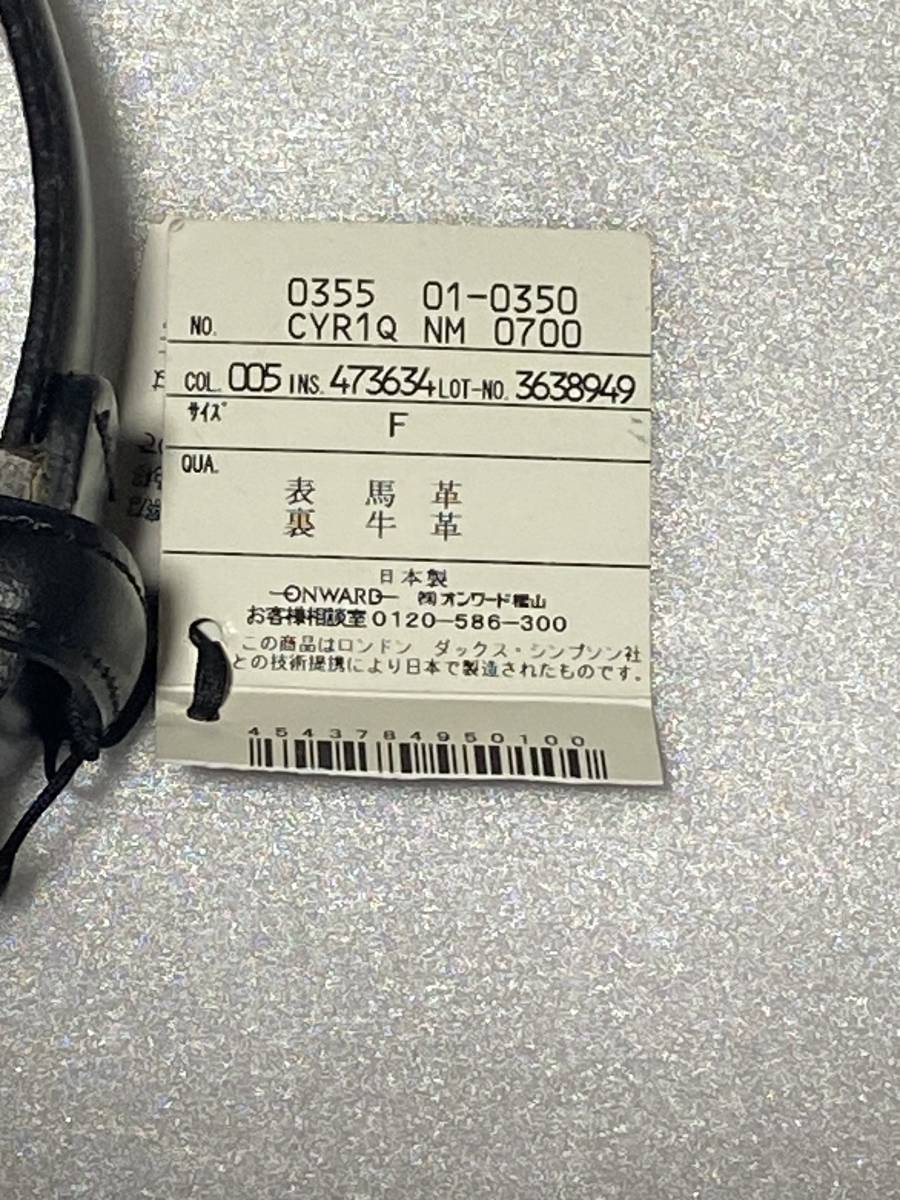 0355 01-0350
NO. CYR1Q NM 0700
COL. 005 INS. 473634 LOT-NO. 3638949
サイズ F
QUA.
表 馬 革
裏 牛 革
日本製
ONWARD ㈱オンワード樫山
お客様相談室0120-586-300
この商品はロンドン ダックス・シンプソン社
との技術提携により日本で製造されたものです。
4543784950100